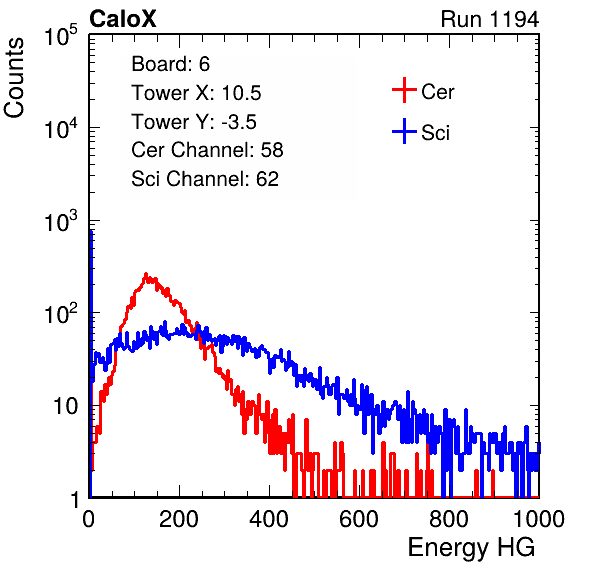 CaloX
Run 1194
Counts
Board: 6
Tower X: 10.5
Tower Y: -3.5
Cer Channel: 58
Sci Channel: 62
Cer
Sci
10^5
10^4
10^3
10^2
10
1
0 200 400 600 800 1000
Energy HG